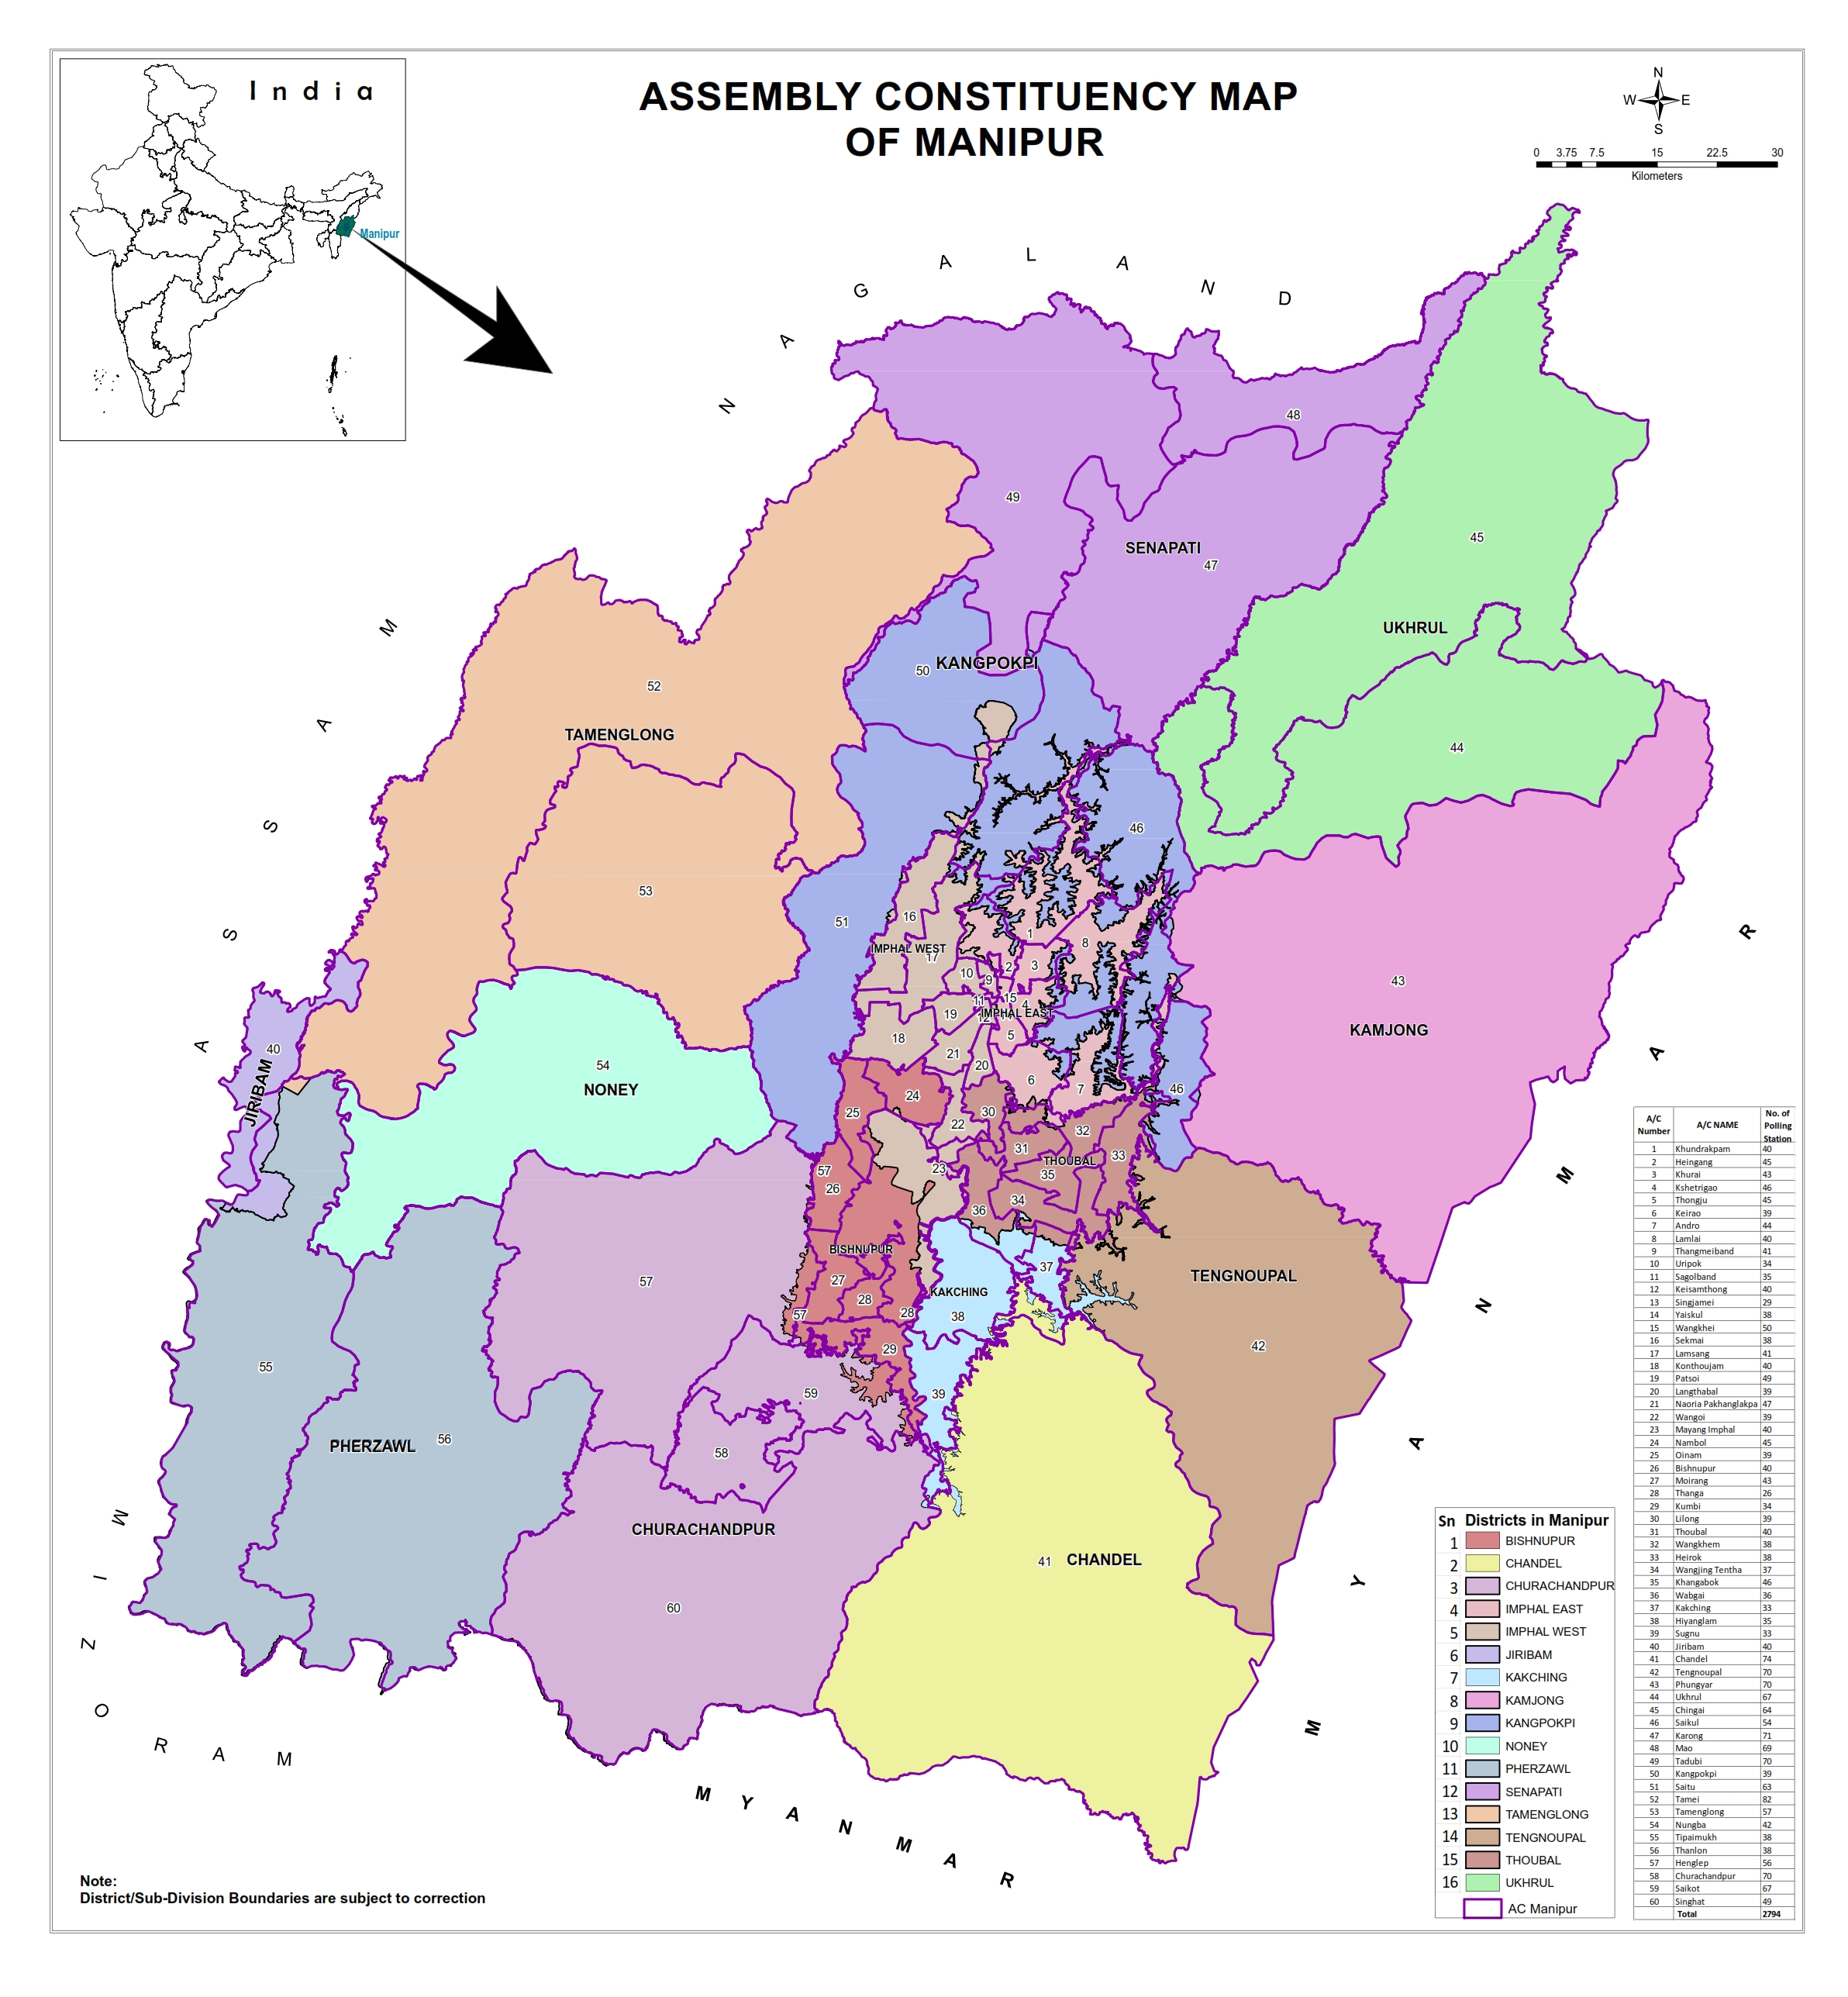 I n d i a
Manipur
ASSEMBLY CONSTITUENCY MAP
OF MANIPUR
N
W E
S
0 3.75 7.5 15 22.5 30
Kilometers
N A G A L A N D
A S S A M
M I Z O R A M
M Y A N M A R
M Y A N M A R
48
49
SENAPATI
47
45
UKHRUL
50
KANGPOKPI
52
TAMENGLONG
44
46
53
51
16
IMPHAL WEST
17
1
8
2
3
10
9
43
KAMJONG
11
15
4
IMPHAL EAST
12
19
18
5
21
20
6
7
46
40
JIRIBAM
54
NONEY
24
25
30
22
32
31
33
THOUBAL
35
23
57
26
34
36
BISHNUPUR
37
TENGNOUPAL
57
27
28
28
KAKCHING
38
57
29
42
55
59
39
PHERZAWL
56
58
CHURACHANDPUR
41
CHANDEL
60
A/C Number A/C NAME No. of Polling Station
1 Khundrakpam 40
2 Heingang 45
3 Khurai 43
4 Kshetrigao 46
5 Thongju 45
6 Keirao 39
7 Andro 44
8 Lamlai 40
9 Thangmeiband 41
10 Uripok 34
11 Sagolband 35
12 Keisamthong 40
13 Singjamei 29
14 Yaiskul 38
15 Wangkhei 50
16 Sekmai 38
17 Lamsang 41
18 Konthoujam 40
19 Patsoi 49
20 Langthabal 39
21 Naoria Pakhanglakpa 47
22 Wangoi 39
23 Mayang Imphal 40
24 Nambol 45
25 Oinam 39
26 Bishnupur 40
27 Moirang 43
28 Thanga 26
29 Kumbi 34
30 Lilong 39
31 Thoubal 40
32 Wangkhem 38
33 Heirok 38
34 Wangjing Tentha 37
35 Khangabok 46
36 Wabgai 36
37 Kakching 33
38 Hiyanglam 35
39 Sugnu 33
40 Jiribam 40
41 Chandel 74
42 Tengnoupal 70
43 Phungyar 70
44 Ukhrul 67
45 Chingai 64
46 Saikul 54
47 Karong 71
48 Mao 69
49 Tadubi 70
50 Kangpokpi 39
51 Saitu 63
52 Tamei 82
53 Tamenglong 57
54 Nungba 42
55 Tipaimukh 38
56 Thanlon 38
57 Henglep 56
58 Churachandpur 70
59 Saikot 67
60 Singhat 49
Total 2794
Sn Districts in Manipur
1 BISHNUPUR
2 CHANDEL
3 CHURACHANDPUR
4 IMPHAL EAST
5 IMPHAL WEST
6 JIRIBAM
7 KAKCHING
8 KAMJONG
9 KANGPOKPI
10 NONEY
11 PHERZAWL
12 SENAPATI
13 TAMENGLONG
14 TENGNOUPAL
15 THOUBAL
16 UKHRUL
AC Manipur
Note:
District/Sub-Division Boundaries are subject to correction